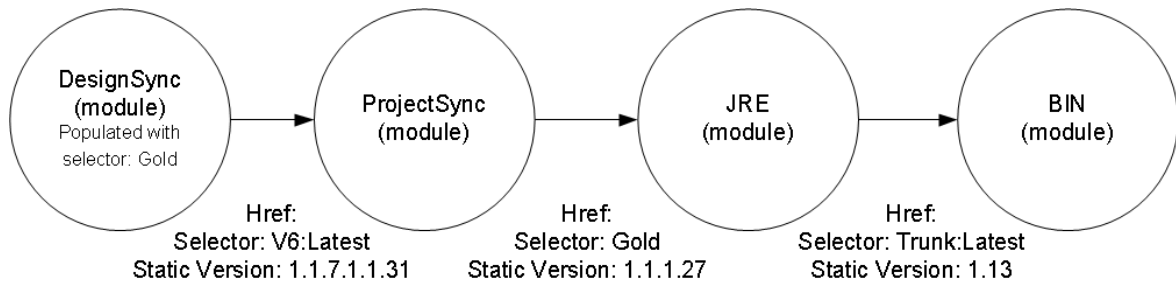 DesignSync
(module)
Populated with
selector: Gold
ProjectSync
(module)
JRE
(module)
BIN
(module)
Href:
Selector: V6:Latest
Static Version: 1.1.7.1.1.31
Href:
Selector: Gold
Static Version: 1.1.1.27
Href:
Selector: Trunk:Latest
Static Version: 1.13